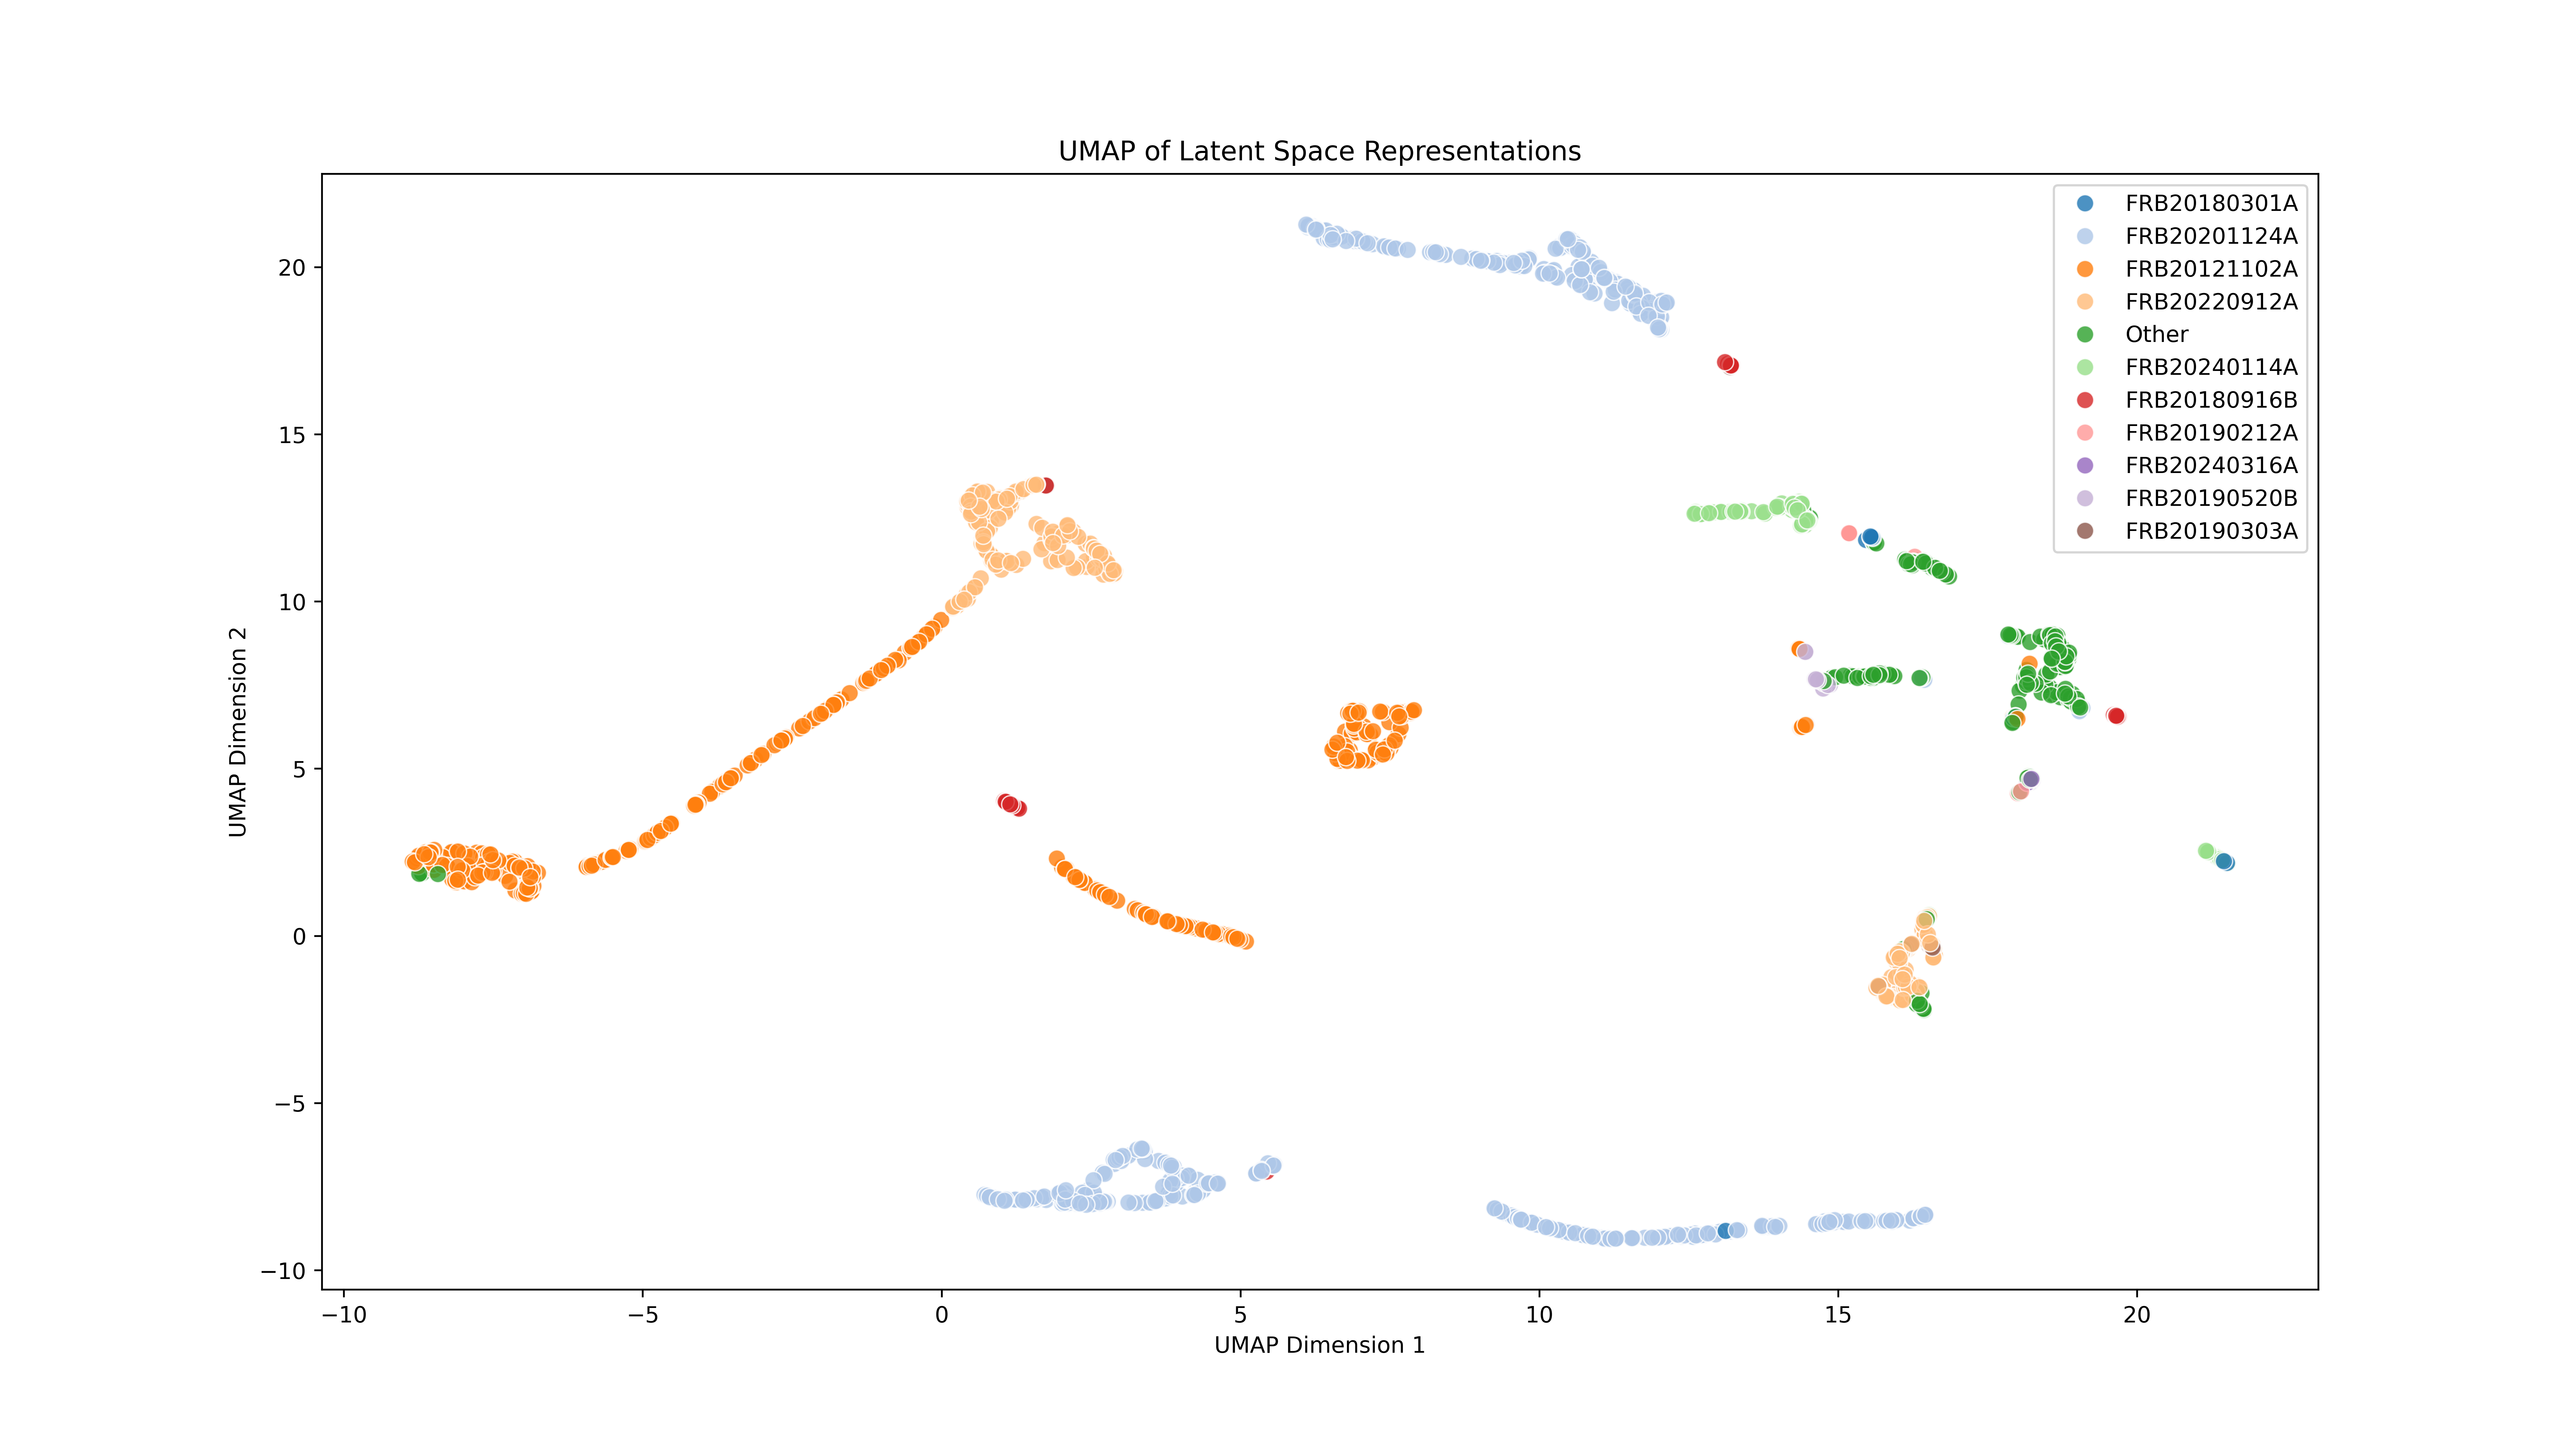 UMAP of Latent Space Representations
FRB20180301A
FRB20201124A
FRB20121102A
FRB20220912A
Other
FRB20240114A
FRB20180916B
FRB20190212A
FRB20240316A
FRB20190520B
FRB20190303A
20
15
10
5
0
−5
−10
UMAP Dimension 2
−10 −5 0 5 10 15 20
UMAP Dimension 1